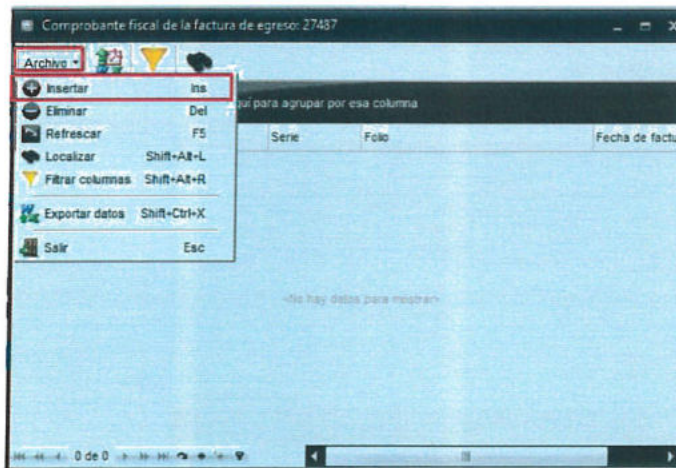 Comprobante fiscal de la factura de egreso: 27487
Archivo
Insertar Ins
Eliminar Del
Refrescar F5
Localizar Shift+Alt+L
Filtrar columnas Shift+Alt+R
Exportar datos Shift+Ctrl+X
Salir Esc
quí para agrupar por esa columna
Serie Folio Fecha de factu
<No hay datos para mostrar>
0 de 0